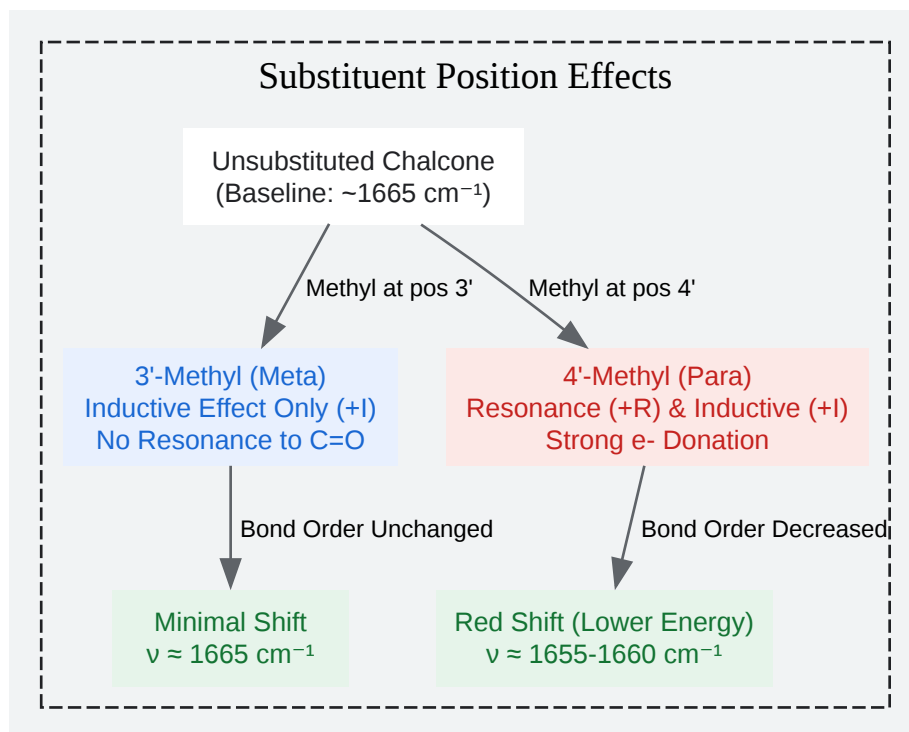 Substituent Position Effects
Unsubstituted Chalcone
(Baseline: ~1665 cm⁻¹)
Methyl at pos 3'
Methyl at pos 4'
3'-Methyl (Meta)
Inductive Effect Only (+I)
No Resonance to C=O
4'-Methyl (Para)
Resonance (+R) & Inductive (+I)
Strong e- Donation
Bond Order Unchanged
Bond Order Decreased
Minimal Shift
ν ≈ 1665 cm⁻¹
Red Shift (Lower Energy)
ν ≈ 1655-1660 cm⁻¹